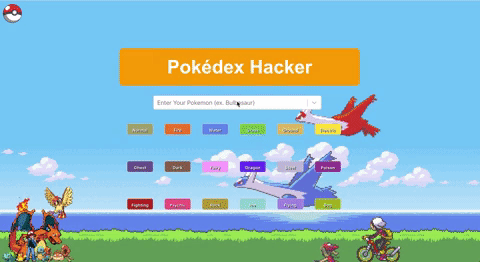 Pokédex Hacker
Enter Your Pokemon (ex. Bulbasaur)
Normal Fire Water Grass Ground Electric
Ghost Dark Fairy Dragon Steel Poison
Fighting Psychic Rock Ice Flying Bug